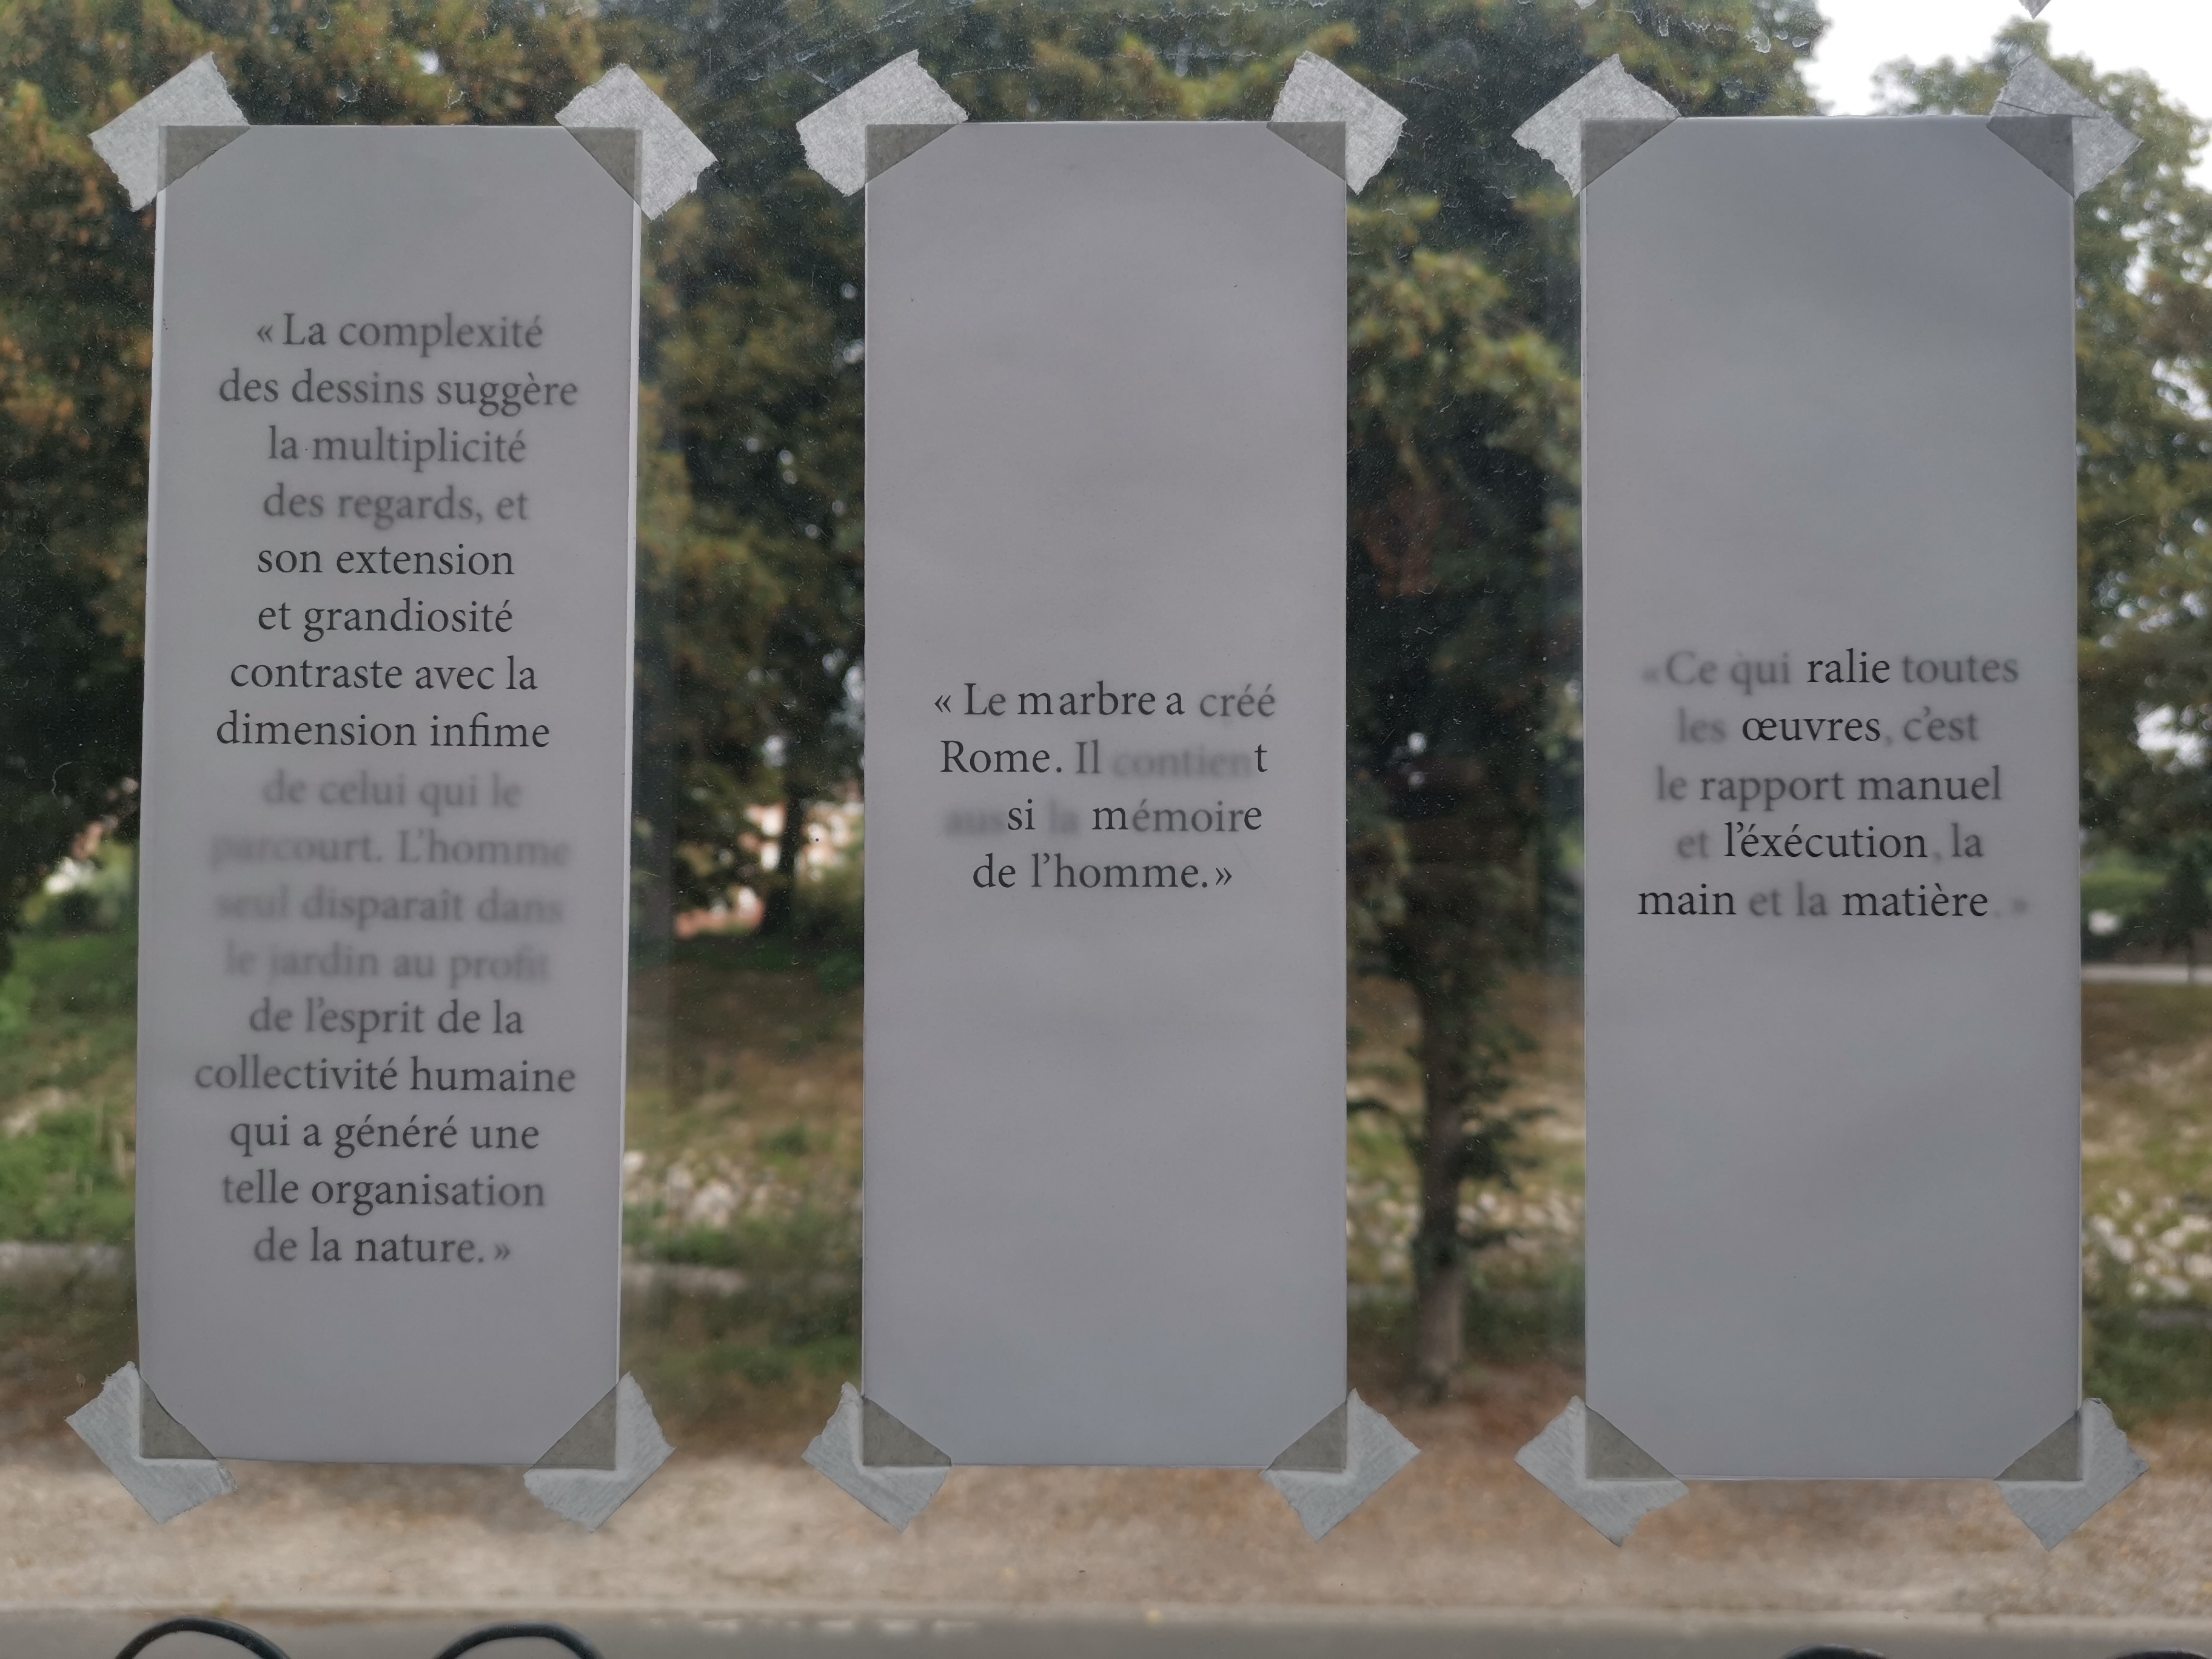 « La complexité
des dessins suggère
la multiplicité
des regards, et
son extension
et grandiosité
contraste avec la
dimension infime
de celui qui le
parcourt. L'homme
seul disparaît dans
le jardin au profit
de l'esprit de la
collectivité humaine
qui a généré une
telle organisation
de la nature. »
« Le marbre a créé
Rome. Il contient
aussi la mémoire
de l'homme. »
« Ce qui ralie toutes
les œuvres, c'est
le rapport manuel
et l'éxécution, la
main et la matière. »